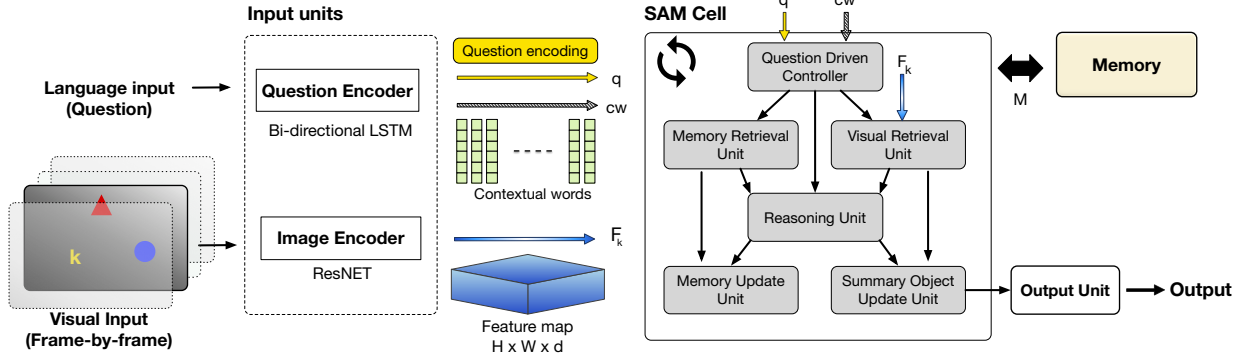 Input units
Language input
(Question)
Question Encoder
Bi-directional LSTM
Image Encoder
ResNET
k
Visual Input
(Frame-by-frame)
Question encoding
q
cw
Contextual words
F_k
Feature map
H x W x d
SAM Cell
q
cw
Question Driven
Controller
F_k
Memory Retrieval
Unit
Visual Retrieval
Unit
Reasoning Unit
Memory Update
Unit
Summary Object
Update Unit
M
Memory
Output Unit
Output